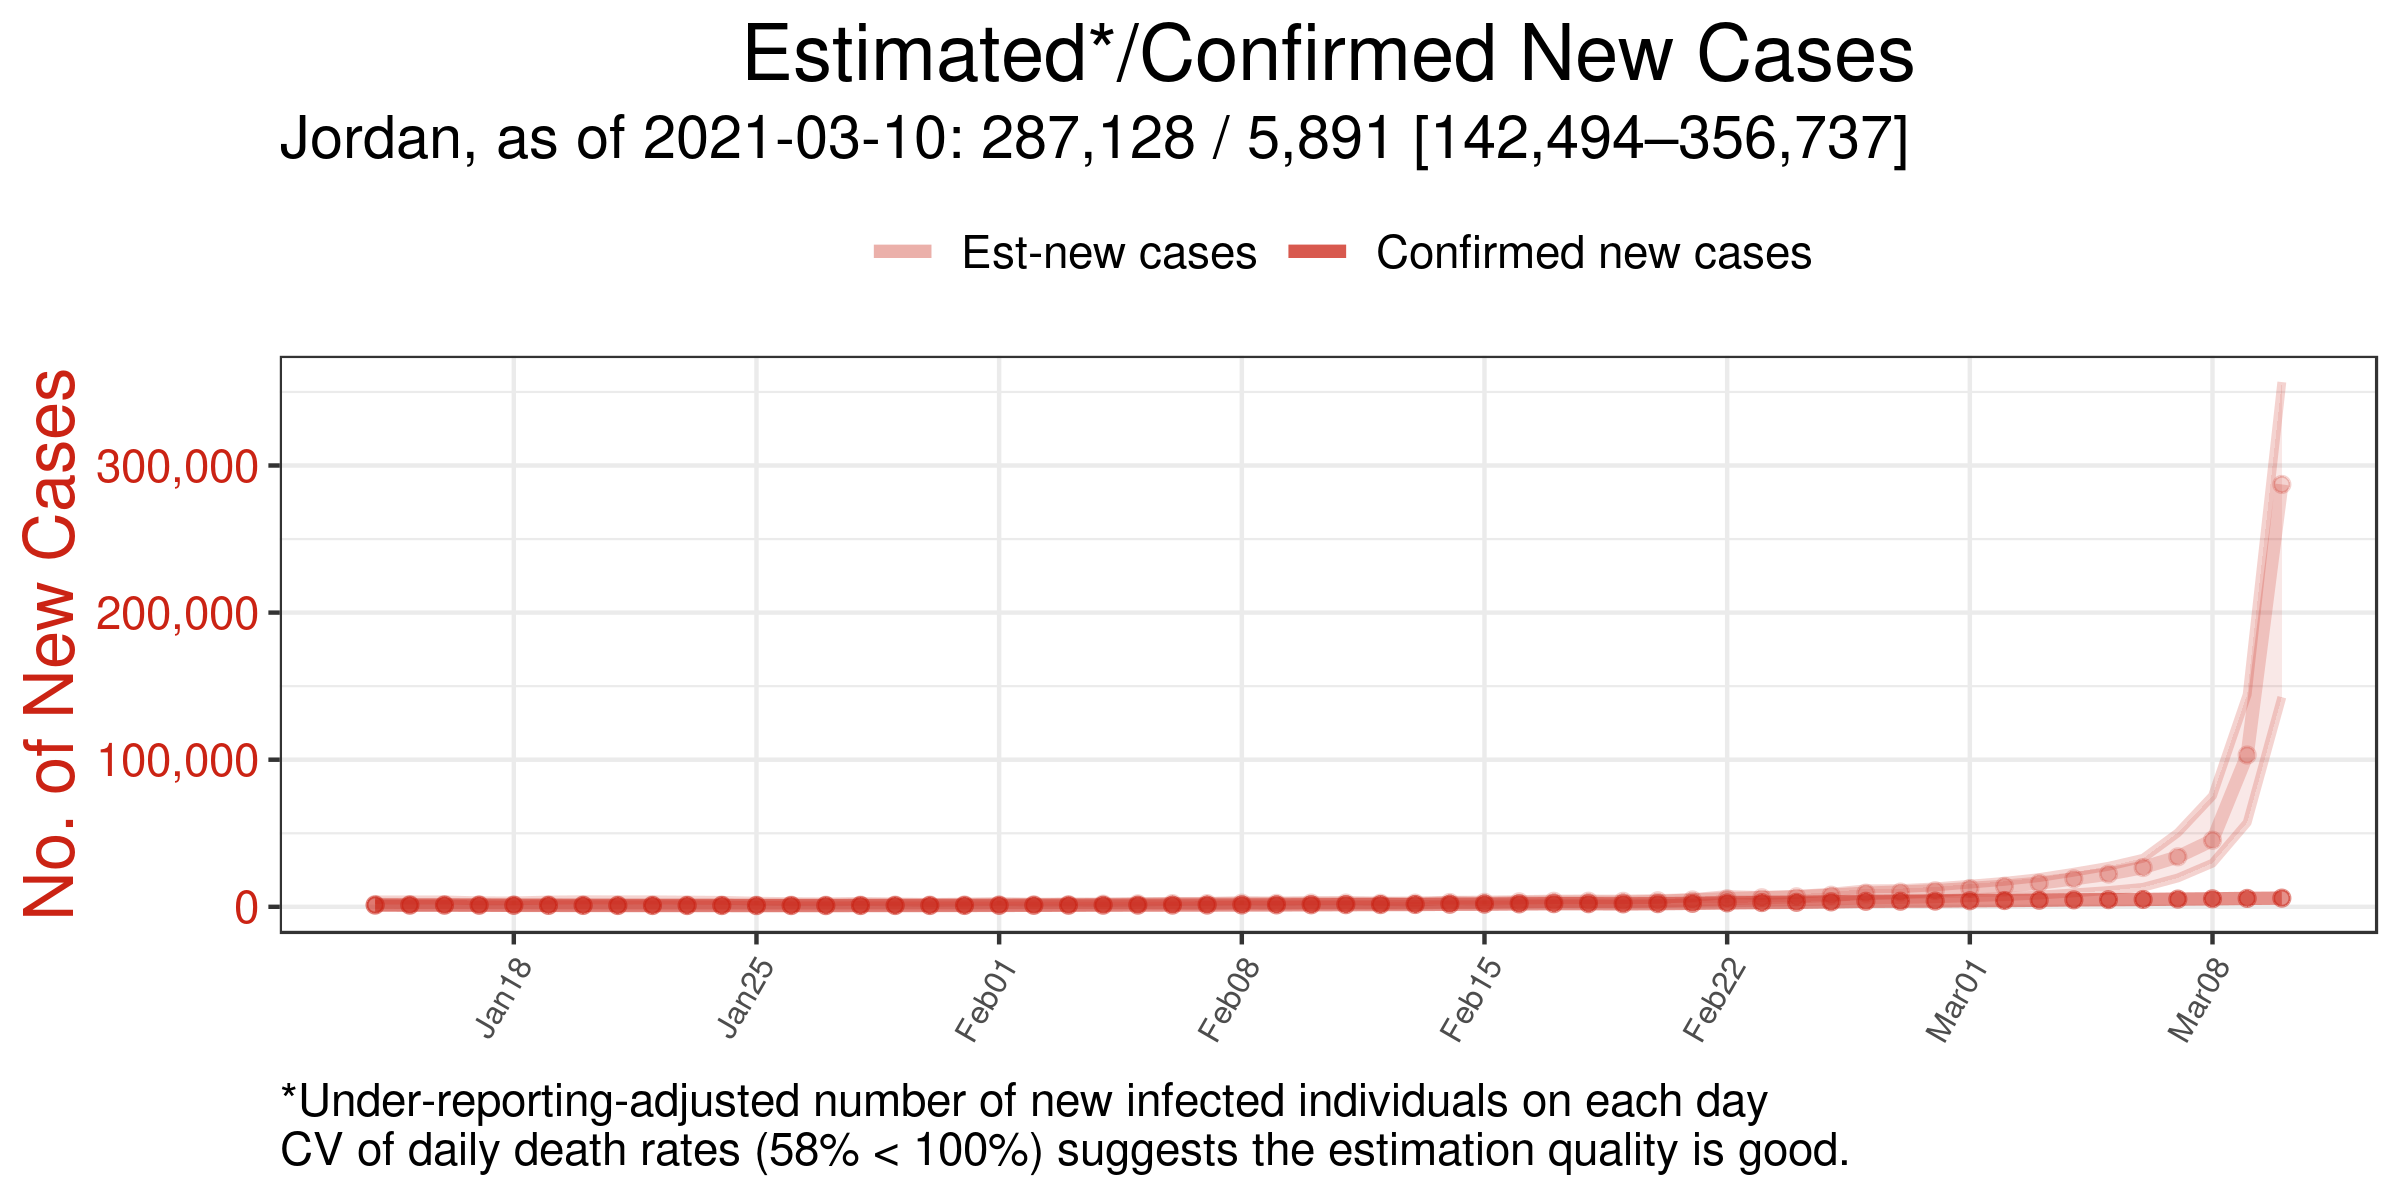 Estimated*/Confirmed New Cases
Jordan, as of 2021-03-10: 287,128 / 5,891 [142,494–356,737]
Est-new cases
Confirmed new cases
No. of New Cases
300,000
200,000
100,000
0
Jan18
Jan25
Feb01
Feb08
Feb15
Feb22
Mar01
Mar08
*Under-reporting-adjusted number of new infected individuals on each day
CV of daily death rates (58% < 100%) suggests the estimation quality is good.